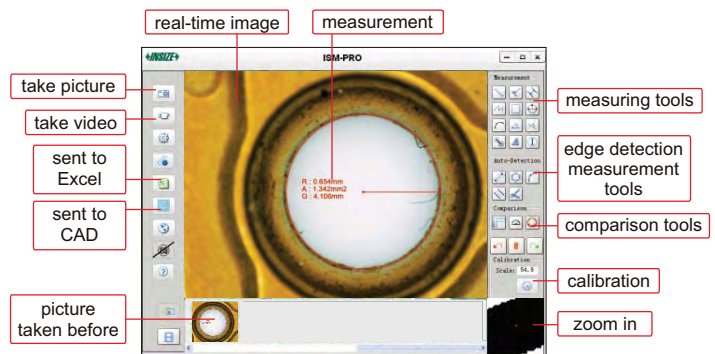 real-time image
measurement
INSIZE
ISM-PRO
take picture
take video
sent to
Excel
sent to
CAD
picture
taken before
Measurement
measuring tools
Auto-Detection
edge detection
measurement
tools
Comparison
comparison tools
Calibration
Scale: 54.8
calibration
zoom in
R : 0.654mm
A : 1.342mm2
G : 4.106mm